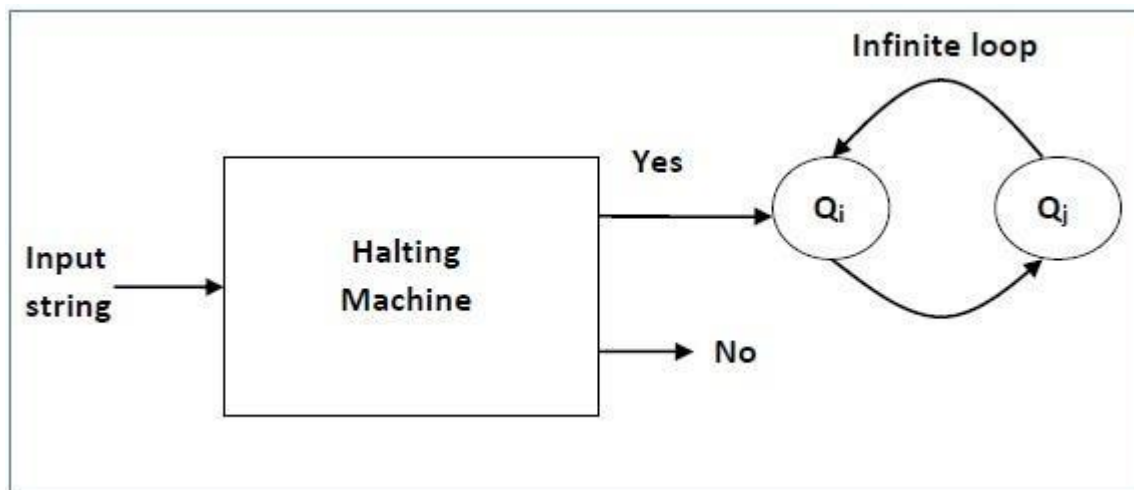 Infinite loop
Yes
Qi
Qj
Input
string
Halting
Machine
No